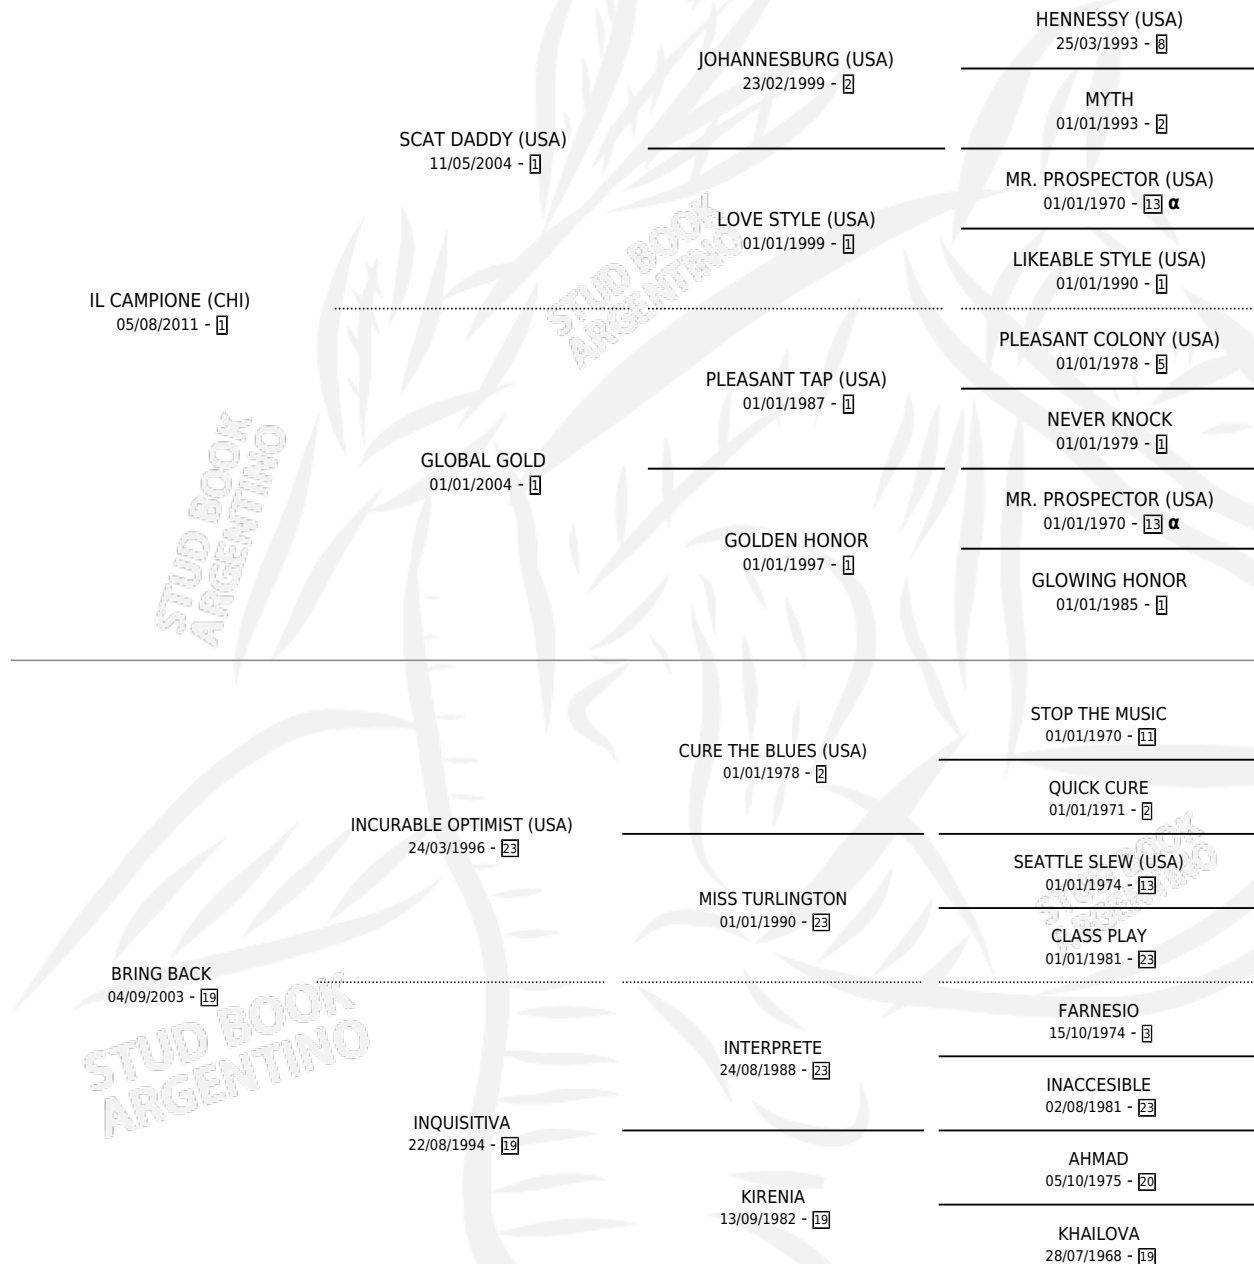 HENNESSY (USA)
25/03/1993 - 8
JOHANNESBURG (USA)
23/02/1999 - 2
MYTH
01/01/1993 - 2
SCAT DADDY (USA)
11/05/2004 - 1
MR. PROSPECTOR (USA)
01/01/1970 - 13 α
LOVE STYLE (USA)
01/01/1999 - 1
LIKEABLE STYLE (USA)
01/01/1990 - 1
IL CAMPIONE (CHI)
05/08/2011 - 1
PLEASANT COLONY (USA)
01/01/1978 - 5
PLEASANT TAP (USA)
01/01/1987 - 1
NEVER KNOCK
01/01/1979 - 1
GLOBAL GOLD
01/01/2004 - 1
MR. PROSPECTOR (USA)
01/01/1970 - 13 α
GOLDEN HONOR
01/01/1997 - 1
GLOWING HONOR
01/01/1985 - 1
STOP THE MUSIC
01/01/1970 - 11
CURE THE BLUES (USA)
01/01/1978 - 2
QUICK CURE
01/01/1971 - 2
INCURABLE OPTIMIST (USA)
24/03/1996 - 23
SEATTLE SLEW (USA)
01/01/1974 - 13
MISS TURLINGTON
01/01/1990 - 23
CLASS PLAY
01/01/1981 - 23
BRING BACK
04/09/2003 - 19
FARNESIO
15/10/1974 - 3
INTERPRETE
24/08/1988 - 23
INACCESIBLE
02/08/1981 - 23
INQUISITIVA
22/08/1994 - 19
AHMAD
05/10/1975 - 20
KIRENIA
13/09/1982 - 19
KHAILOVA
28/07/1968 - 19
STUD BOOK
ARGENTINO
STUD BOOK
ARGENTINO
STUD BOOK
ARGENTINO
STUD BOOK
ARGENTINO